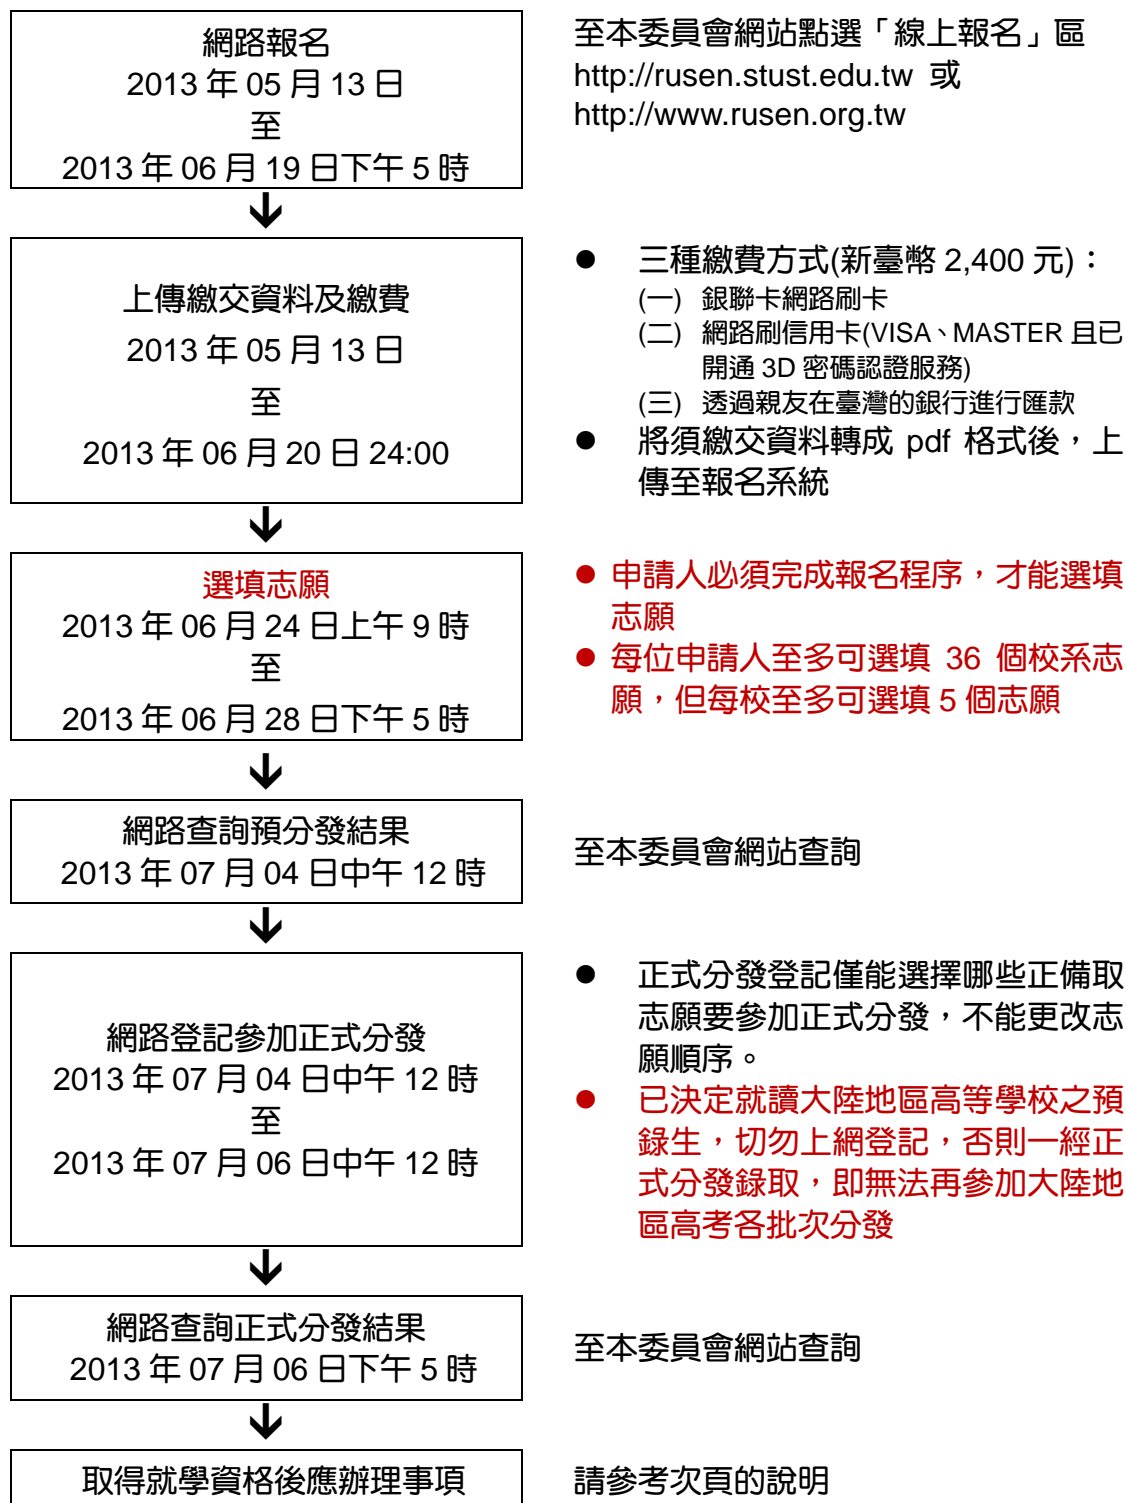 網路報名
2013 年 05 月 13 日
至
2013 年 06 月 19 日下午 5 時
至本委員會網站點選「線上報名」區
http://rusen.stust.edu.tw 或
http://www.rusen.org.tw
上傳繳交資料及繳費
2013 年 05 月 13 日
至
2013 年 06 月 20 日 24:00
● 三種繳費方式(新臺幣 2,400 元)：
(一) 銀聯卡網路刷卡
(二) 網路刷信用卡(VISA、MASTER 且已
開通 3D 密碼認證服務)
(三) 透過親友在臺灣的銀行進行匯款
● 將須繳交資料轉成 pdf 格式後，上
傳至報名系統
選填志願
2013 年 06 月 24 日上午 9 時
至
2013 年 06 月 28 日下午 5 時
● 申請人必須完成報名程序，才能選填
志願
● 每位申請人至多可選填 36 個校系志
願，但每校至多可選填 5 個志願
網路查詢預分發結果
2013 年 07 月 04 日中午 12 時
至本委員會網站查詢
網路登記參加正式分發
2013 年 07 月 04 日中午 12 時
至
2013 年 07 月 06 日中午 12 時
● 正式分發登記僅能選擇哪些正備取
志願要參加正式分發，不能更改志
願順序。
● 已決定就讀大陸地區高等學校之預
錄生，切勿上網登記，否則一經正
式分發錄取，即無法再參加大陸地
區高考各批次分發
網路查詢正式分發結果
2013 年 07 月 06 日下午 5 時
至本委員會網站查詢
取得就學資格後應辦理事項
請參考次頁的說明